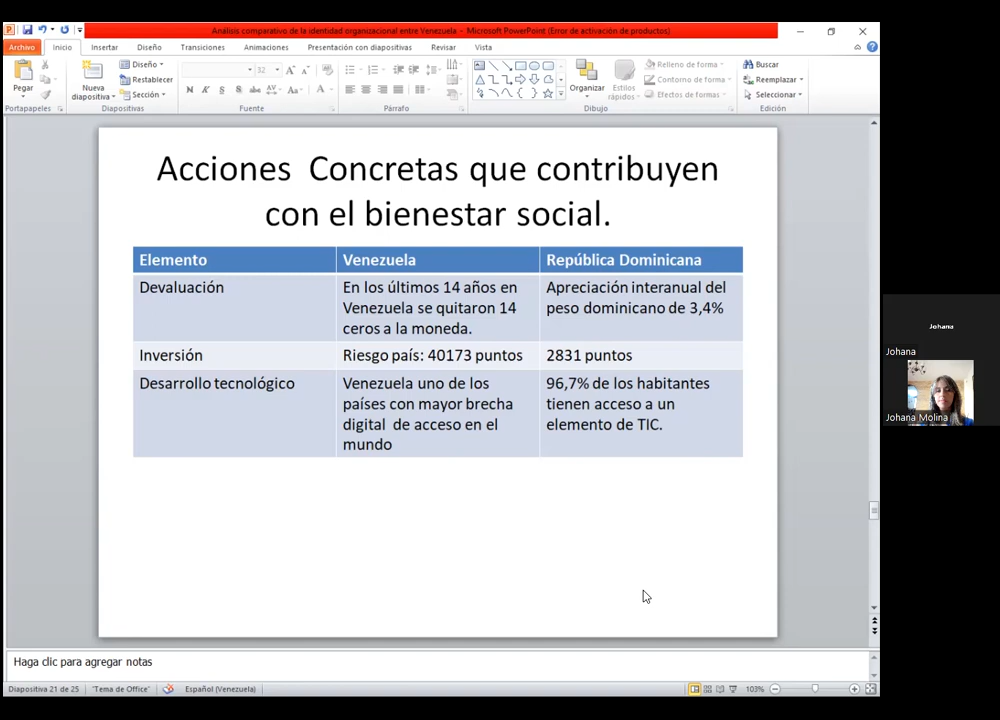 Análisis comparativo de la identidad organizacional entre Venezuela - Microsoft PowerPoint (Error de activación de productos)
Archivo Inicio Insertar Diseño Transiciones Animaciones Presentación con diapositivas Revisar Vista
Pegar
Portapapeles
Nueva diapositiva
Diseño
Restablecer
Sección
Diapositivas
32
N K S S abc AV Aa A
Fuente
Párrafo
Organizar
Estilos rápidos
Relleno de forma
Contorno de forma
Efectos de formas
Dibujo
Buscar
Reemplazar
Seleccionar
Edición
Acciones Concretas que contribuyen
con el bienestar social.
Elemento Venezuela República Dominicana
Devaluación
En los últimos 14 años en
Venezuela se quitaron 14
ceros a la moneda.
Apreciación interanual del
peso dominicano de 3,4%
Inversión
Riesgo país: 40173 puntos
2831 puntos
Desarrollo tecnológico
Venezuela uno de los
países con mayor brecha
digital de acceso en el
mundo
96,7% de los habitantes
tienen acceso a un
elemento de TIC.
Johana
Johana
Johana Molina
Haga clic para agregar notas
Diapositiva 21 de 25 "Tema de Office" Español (Venezuela) 103%